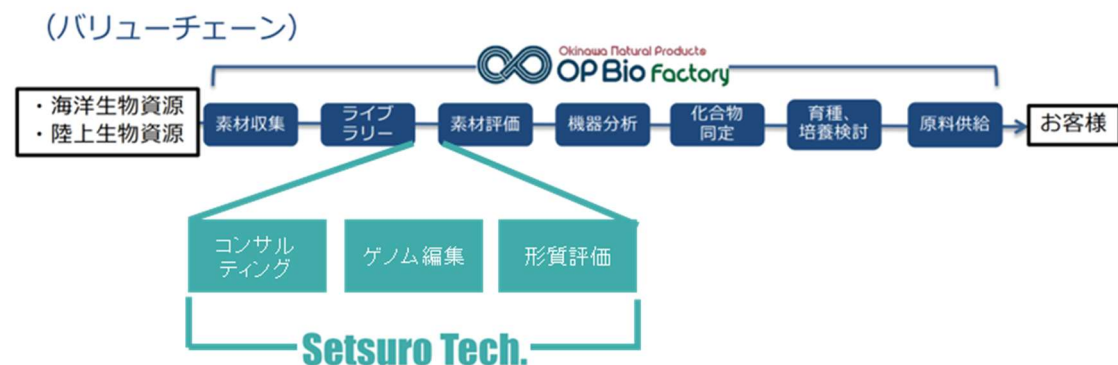 （バリューチェーン）
Okinawa Natural Products
OP Bio Factory
・海洋生物資源
・陸上生物資源
素材収集
ライブ
ラリー
素材評価
機器分析
化合物
同定
育種、
培養検討
原料供給
お客様
コンサル
ティング
ゲノム編集
形質評価
Setsuro Tech.